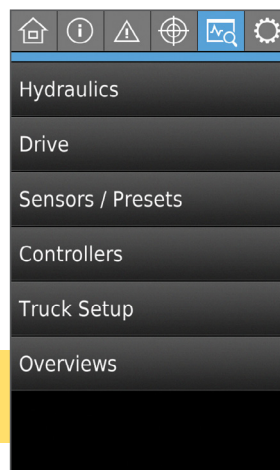 Hydraulics
Drive
Sensors / Presets
Controllers
Truck Setup
Overviews